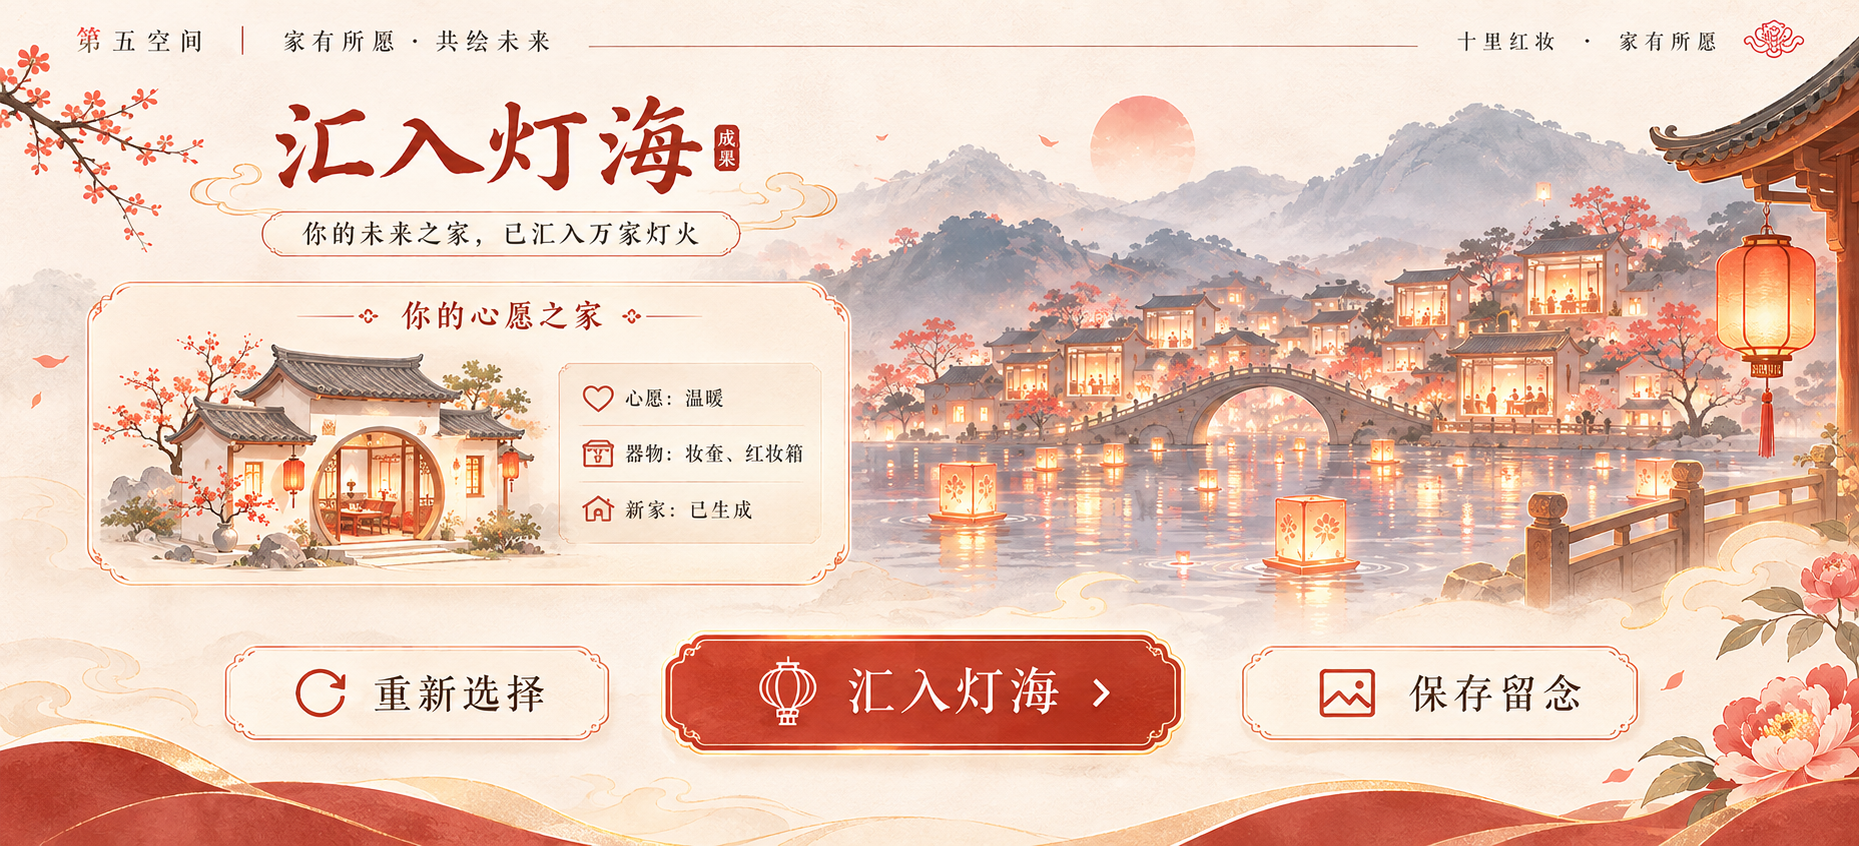 第五空间 | 家有所愿·共绘未来
十里红妆 · 家有所愿
汇入灯海
成果
你的未来之家，已汇入万家灯火
你的心愿之家
心愿：温暖
器物：妆奁、红妆箱
新家：已生成
重新选择
汇入灯海
保存留念